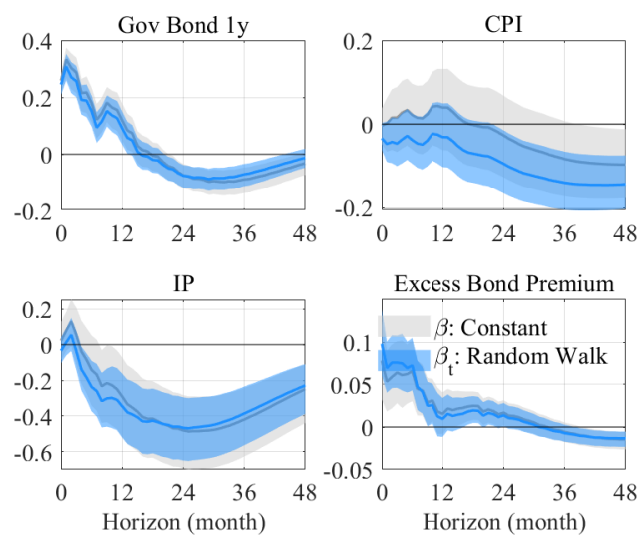 Gov Bond 1y
CPI
0.4
0.2
0
-0.2
0 12 24 36 48
0.2
0
-0.2
0 12 24 36 48
IP
Excess Bond Premium
0.2
0
-0.2
-0.4
-0.6
0 12 24 36 48
Horizon (month)
0.1
0.05
0
-0.05
β: Constant
βt: Random Walk
0 12 24 36 48
Horizon (month)